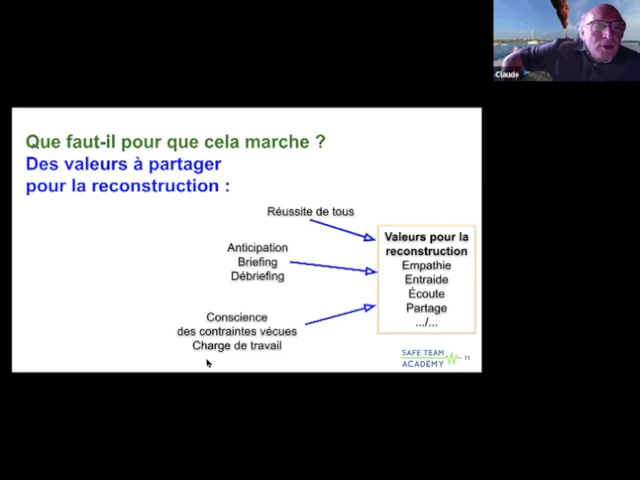 Claude
Que faut-il pour que cela marche ?
Des valeurs à partager
pour la reconstruction :
Réussite de tous
Anticipation
Briefing
Débriefing
Conscience
des contraintes vécues
Charge de travail
Valeurs pour la
reconstruction
Empathie
Entraide
Écoute
Partage
.../...
SAFE TEAM
ACADEMY
11